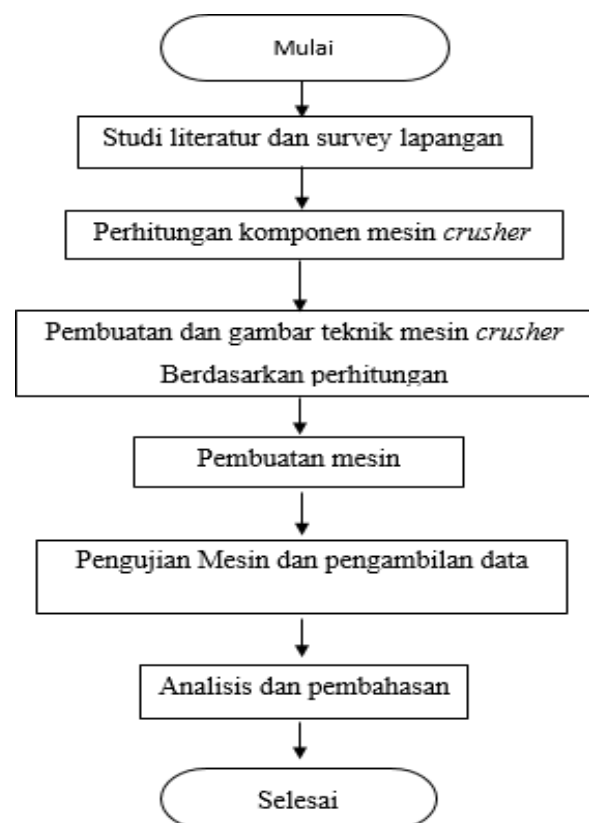 Mulai
Studi literatur dan survey lapangan
Perhitungan komponen mesin crusher
Pembuatan dan gambar teknik mesin crusher
Berdasarkan perhitungan
Pembuatan mesin
Pengujian Mesin dan pengambilan data
Analisis dan pembahasan
Selesai